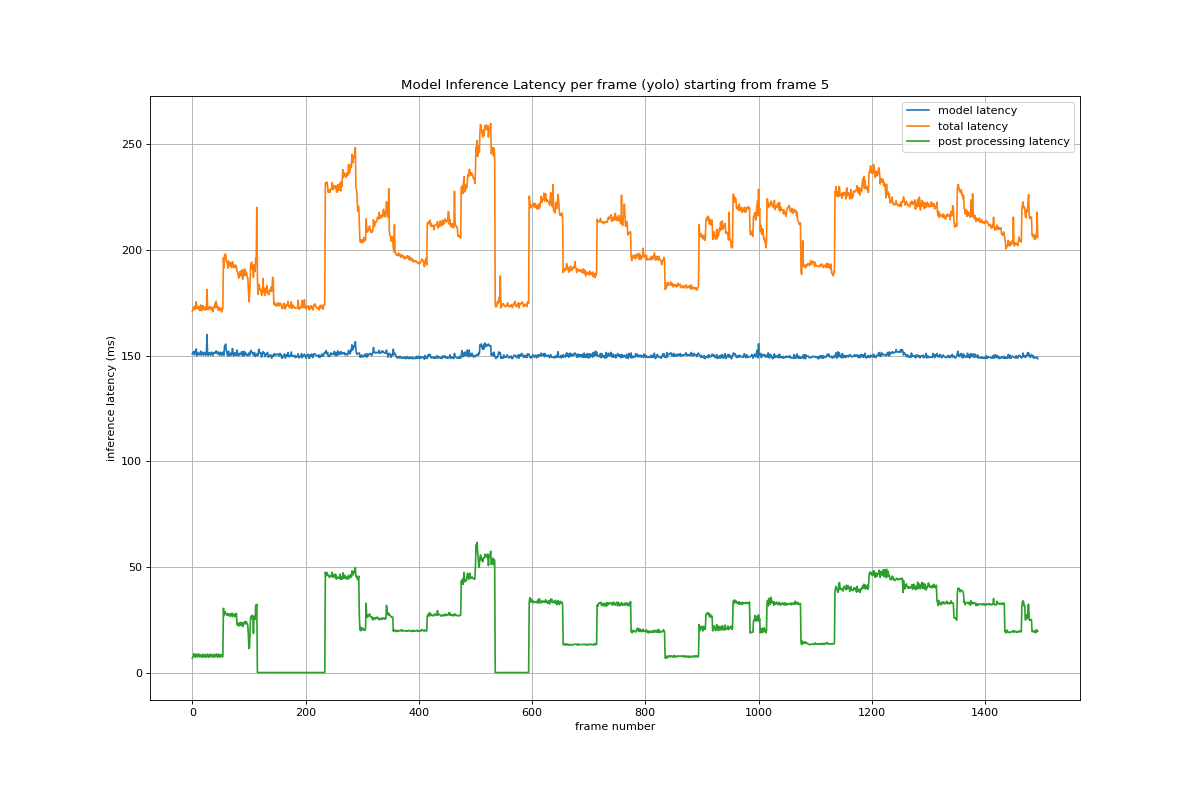 Model Inference Latency per frame (yolo) starting from frame 5
model latency
total latency
post processing latency
250
200
150
100
50
0
inference latency (ms)
0 200 400 600 800 1000 1200 1400
frame number